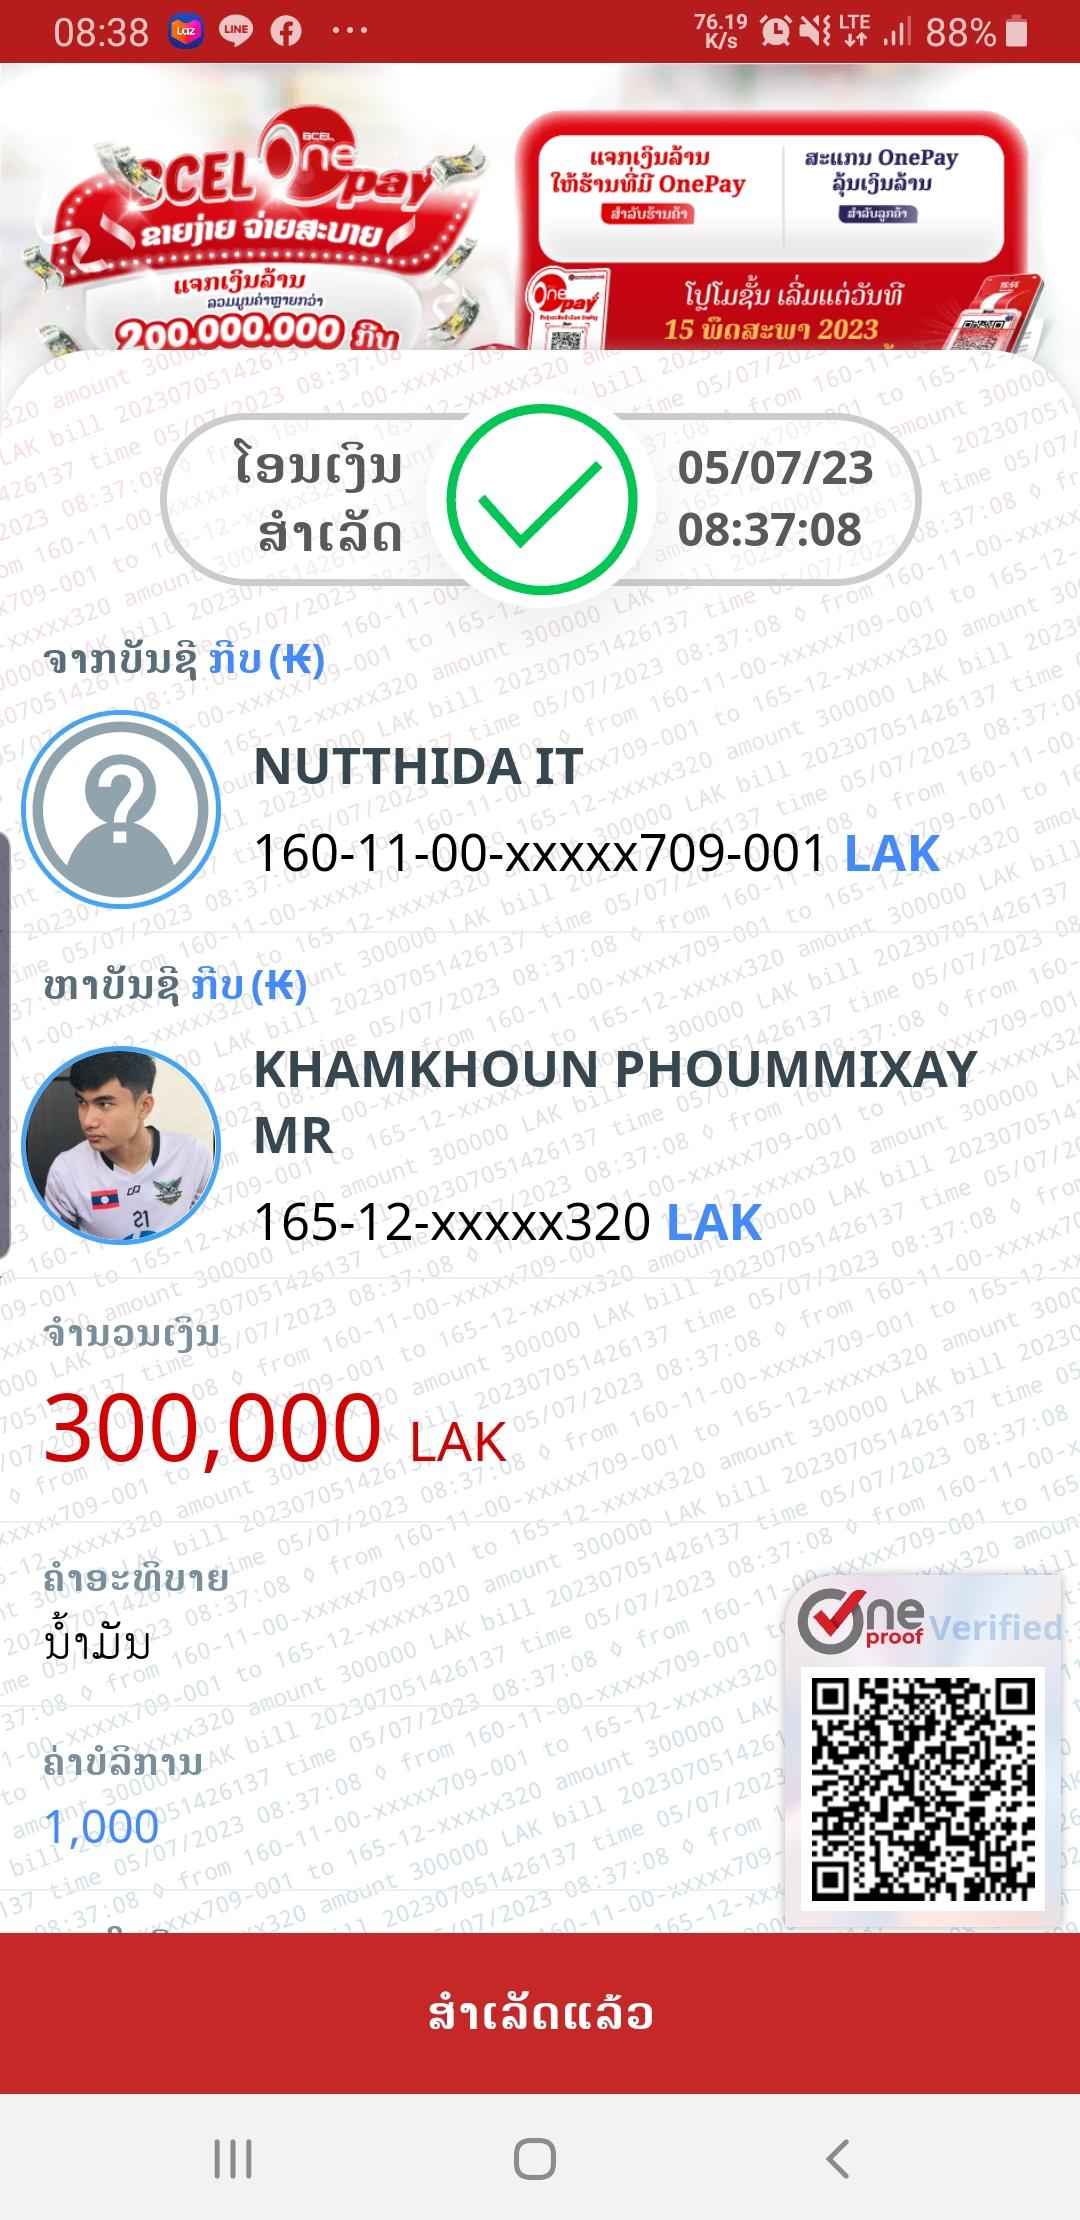 08:38
76.19 K/s
LTE
88%
BCEL One pay
ຂາຍງ່າຍ ຈ່າຍສະບາຍ
ແຈກເງິນລ້ານ
ລວມມູນຄ່າຫຼາຍກວ່າ
200.000.000 ກີບ
ແຈກເງິນລ້ານ
ໃຫ້ຮ້ານທີ່ມີ OnePay
ສຳລັບຮ້ານຄ້າ
ສະແກນ OnePay
ລຸ້ນເງິນລ້ານ
ສຳລັບລູກຄ້າ
ໂປຼໂມຊັ້ນ ເລີ່ມແຕ່ວັນທີ
15 ພຶດສະພາ 2023
ໂອນເງິນ
ສຳເລັດ
05/07/23
08:37:08
ຈາກບັນຊີ ກີບ (₭)
NUTTHIDA IT
160-11-00-xxxxx709-001 LAK
ຫາບັນຊີ ກີບ (₭)
KHAMKHOUN PHOUMMIXAY
MR
165-12-xxxxx320 LAK
ຈຳນວນເງິນ
300,000 LAK
ຄຳອະທິບາຍ
ນ້ຳມັນ
ຄ່າບໍລິການ
1,000
One proof Verified
ສຳເລັດແລ້ວ